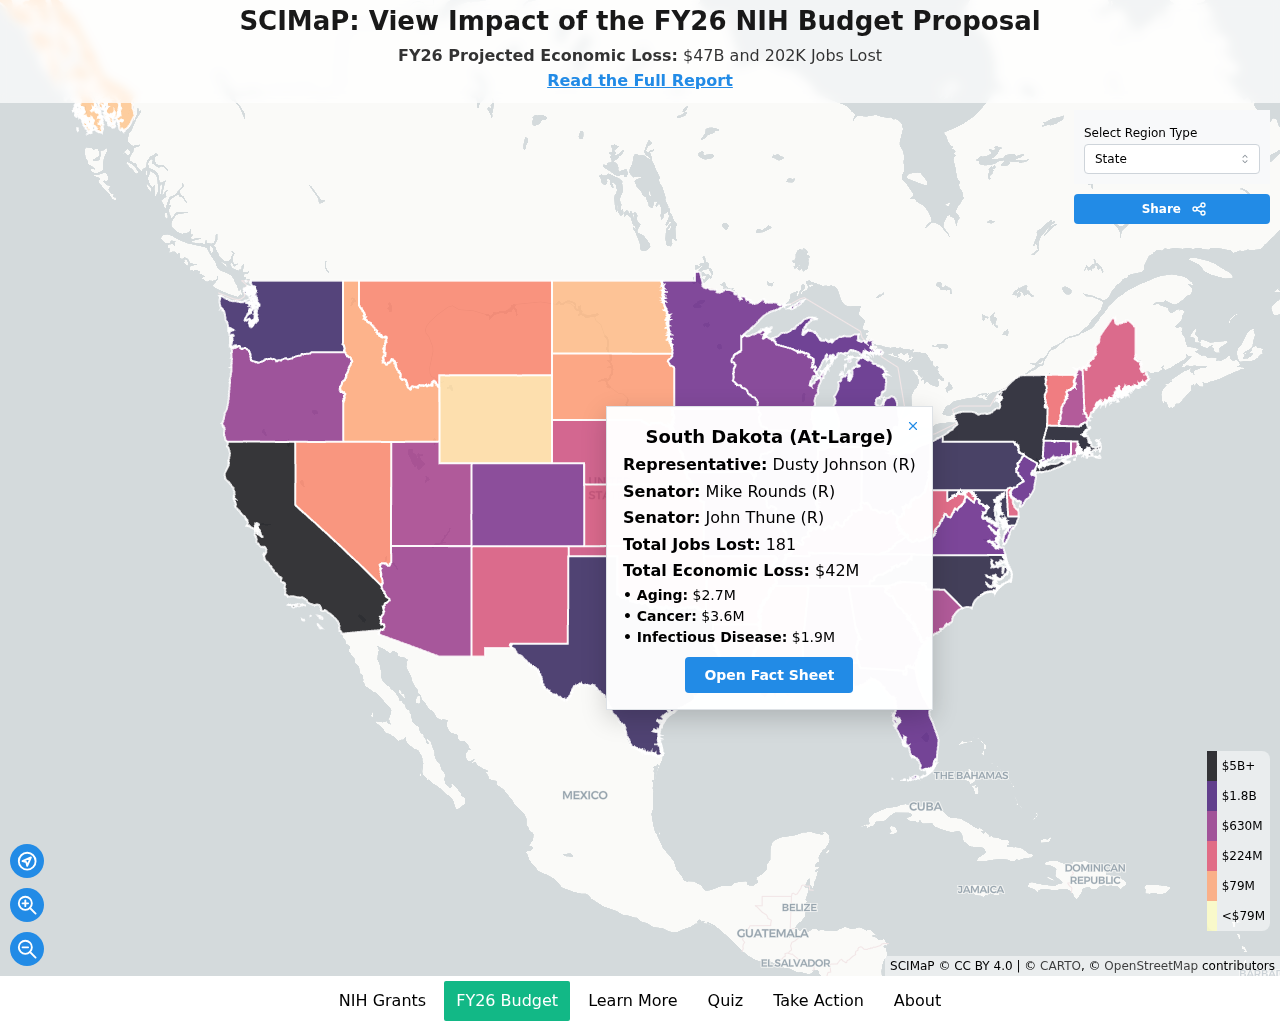 SCIMaP: View Impact of the FY26 NIH Budget Proposal
FY26 Projected Economic Loss: $47B and 202K Jobs Lost
Read the Full Report
Select Region Type
State
Share
South Dakota (At-Large)
Representative: Dusty Johnson (R)
Senator: Mike Rounds (R)
Senator: John Thune (R)
Total Jobs Lost: 181
Total Economic Loss: $42M
• Aging: $2.7M
• Cancer: $3.6M
• Infectious Disease: $1.9M
Open Fact Sheet
THE BAHAMAS
MEXICO
CUBA
DOMINICAN
REPUBLIC
JAMAICA
BELIZE
GUATEMALA
EL SALVADOR
$5B+
$1.8B
$630M
$224M
$79M
<$79M
SCIMaP © CC BY 4.0 | © CARTO, © OpenStreetMap contributors
NIH Grants
FY26 Budget
Learn More
Quiz
Take Action
About